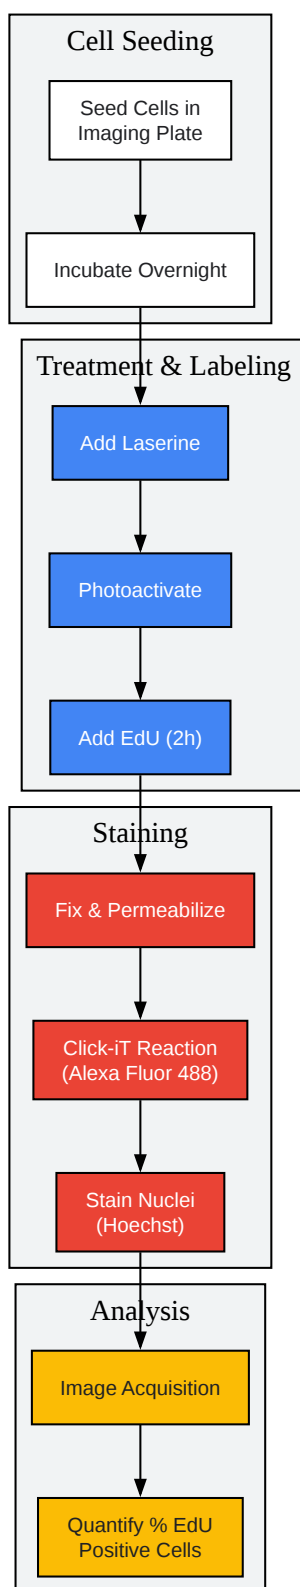 Cell Seeding
Seed Cells in
Imaging Plate
Incubate Overnight
Treatment & Labeling
Add Laserine
Photoactivate
Add EdU (2h)
Staining
Fix & Permeabilize
Click-iT Reaction
(Alexa Fluor 488)
Stain Nuclei
(Hoechst)
Analysis
Image Acquisition
Quantify % EdU
Positive Cells